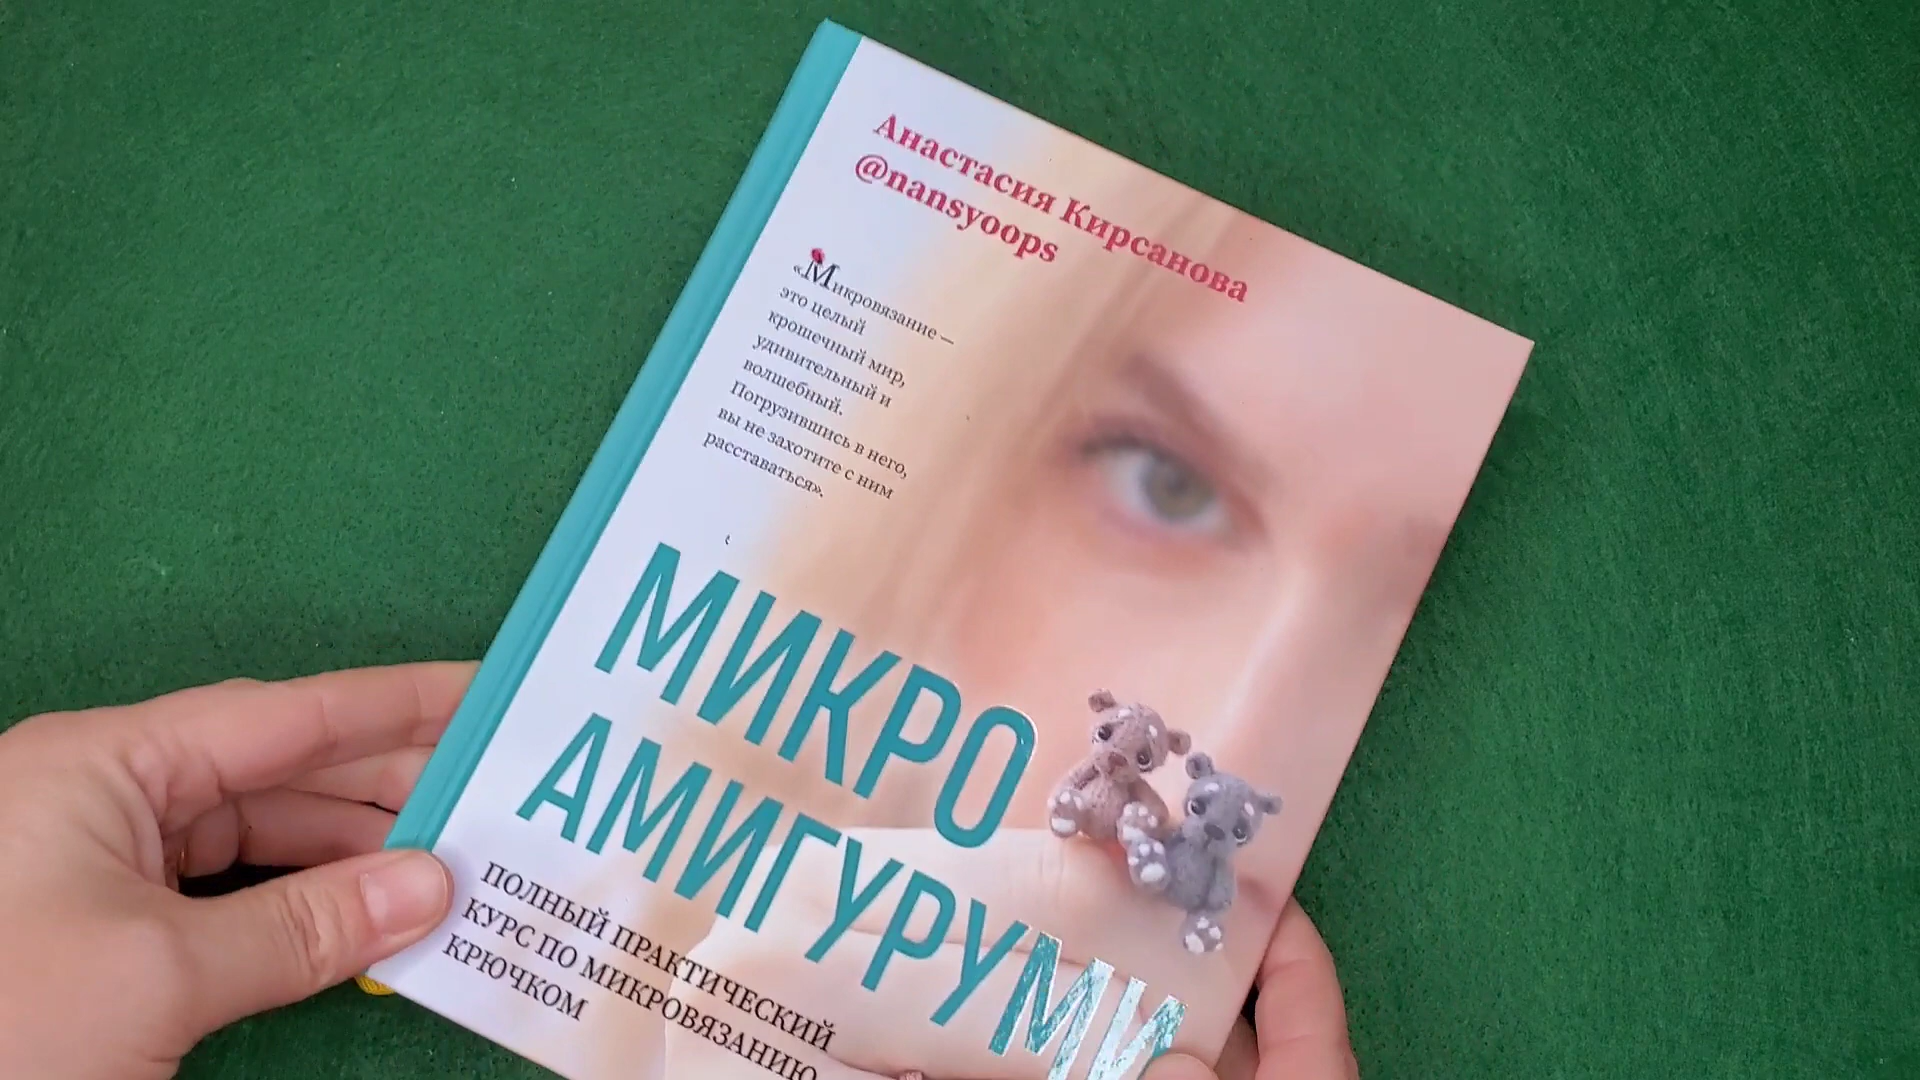 Анастасия Кирсанова
@nansyoops
«Микровязание —
это целый
крошечный мир,
удивительный и
волшебный.
Погрузившись в него,
вы не захотите с ним
расставаться».
МИКРО
АМИГУРУМИ
ПОЛНЫЙ ПРАКТИЧЕСКИЙ
КУРС ПО МИКРОВЯЗАНИЮ
КРЮЧКОМ